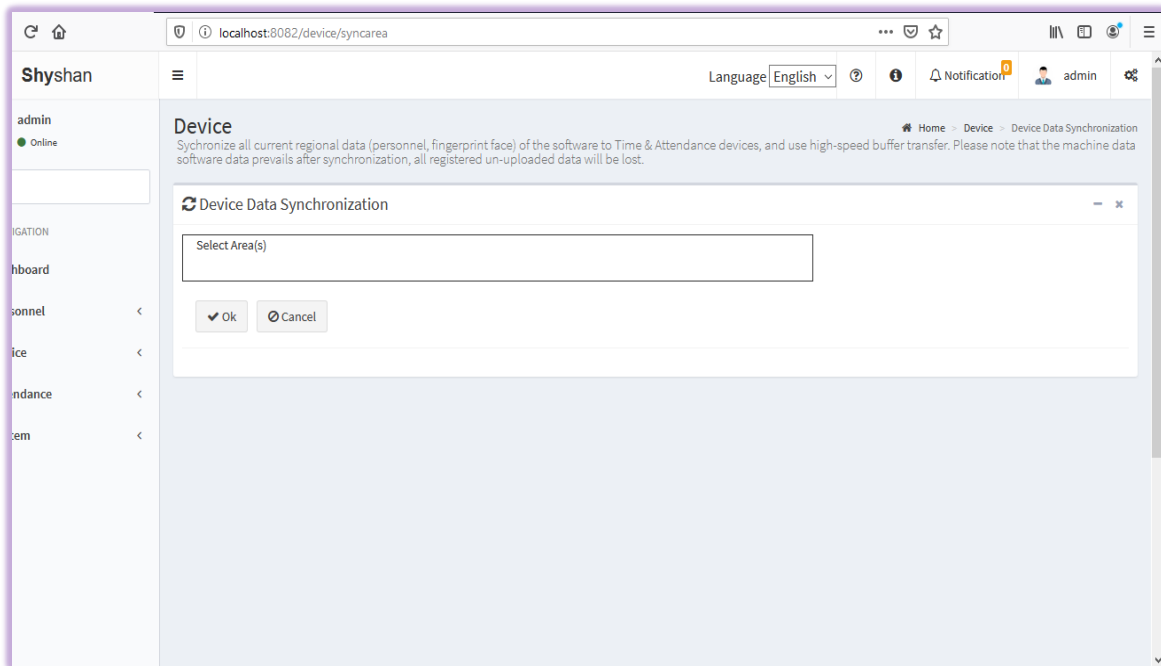 localhost:8082/device/syncarea
Shyshan
Language English
Notification 0
admin
admin
Online
Device
Home > Device > Device Data Synchronization
Sychronize all current regional data (personnel, fingerprint face) of the software to Time & Attendance devices, and use high-speed buffer transfer. Please note that the machine data
software data prevails after synchronization, all registered un-uploaded data will be lost.
Device Data Synchronization
Select Area(s)
Ok
Cancel
IGATION
hboard
sonnel
ice
ndance
tem